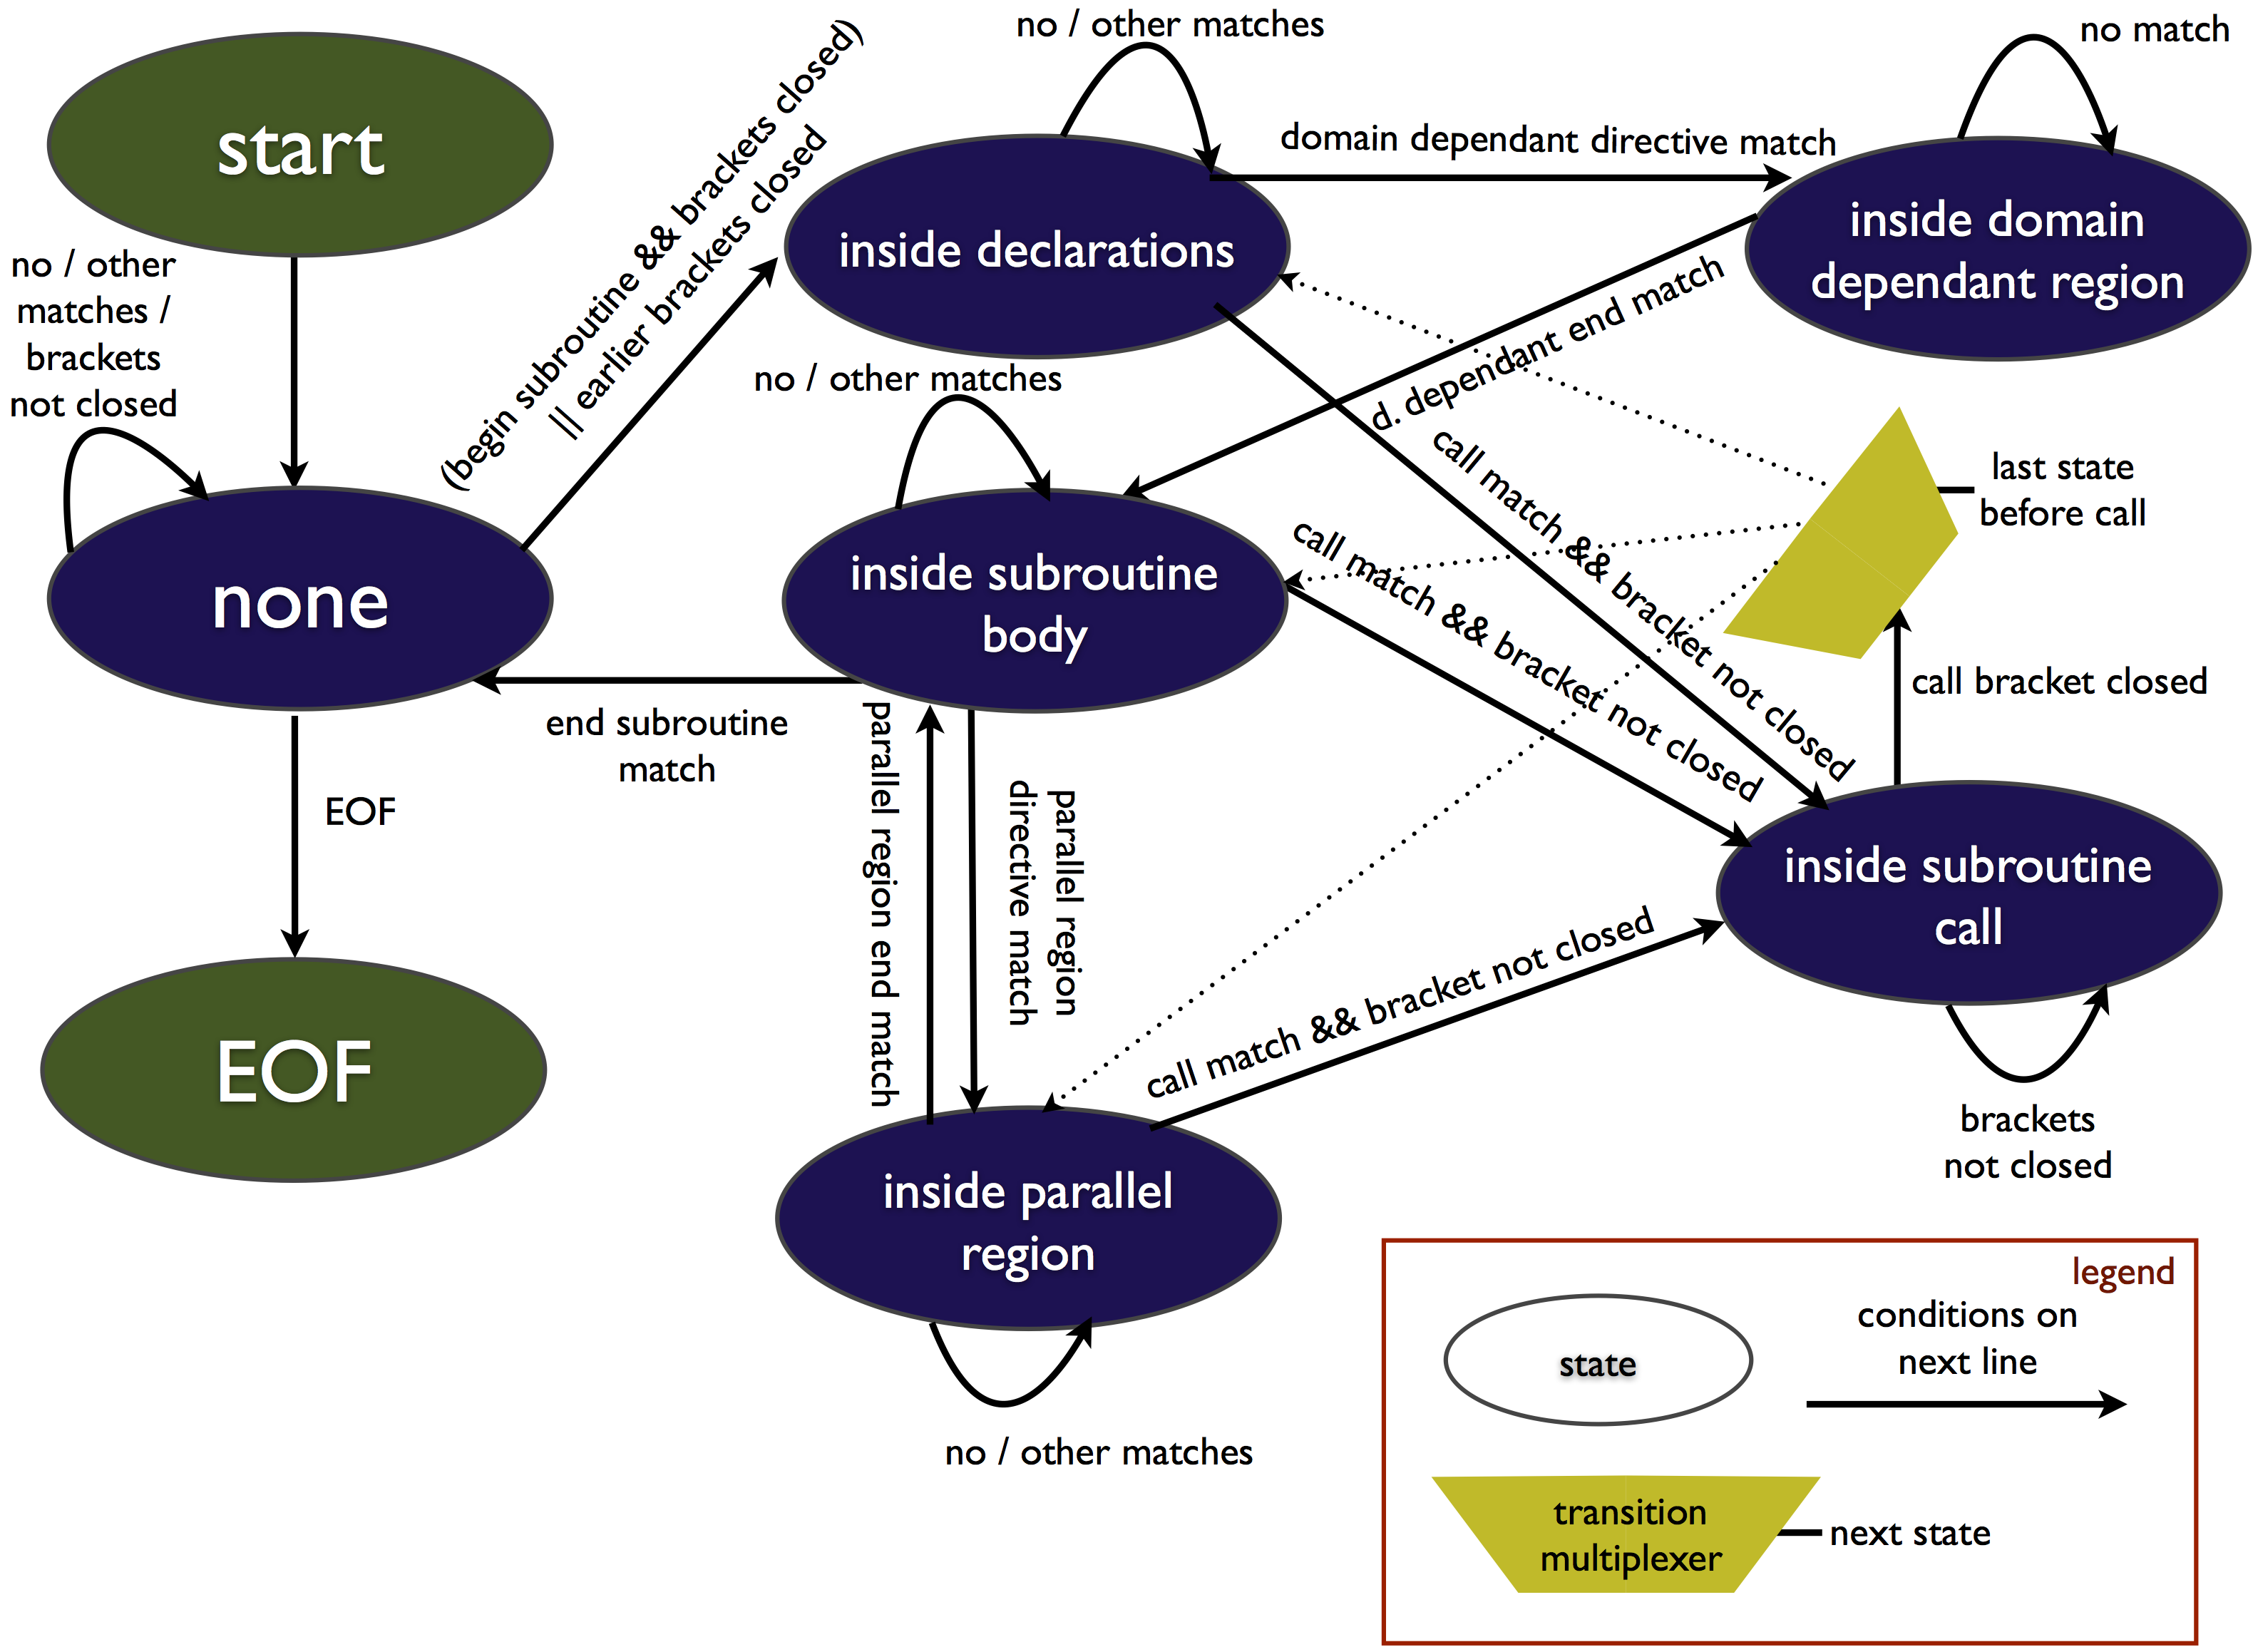 no / other matches
no match
start
(begin subroutine && brackets closed)
|| earlier brackets closed
domain dependant directive match
inside declarations
inside domain
dependant region
no / other
matches /
brackets
not closed
d. dependant end match
no / other matches
call match && bracket not closed
last state
before call
none
inside subroutine
body
call match && bracket not closed
call bracket closed
end subroutine
match
EOF
parallel region end match
parallel region
directive match
inside subroutine
call
call match && bracket not closed
EOF
brackets
not closed
inside parallel
region
no / other matches
legend
state
conditions on
next line
transition
multiplexer
next state